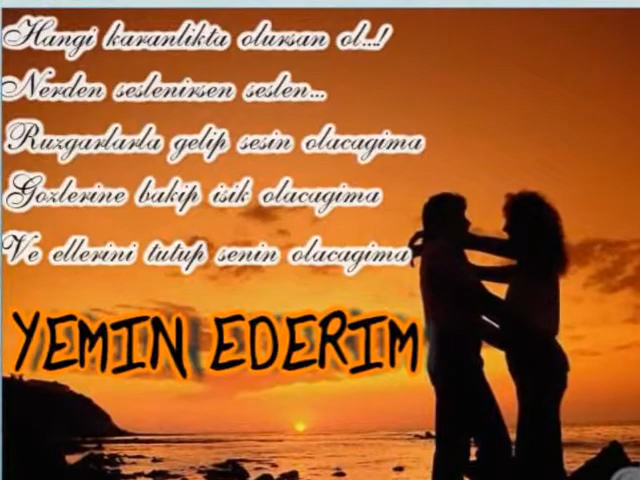 Hangi karanlikta olursan ol...!
Nerden seslenirsen seslen...
Ruzgarlarla gelip sesin olacagima
Gozlerine bakip isik olacagima
Ve ellerini tutup senin olacagima
YEMIN EDERIM